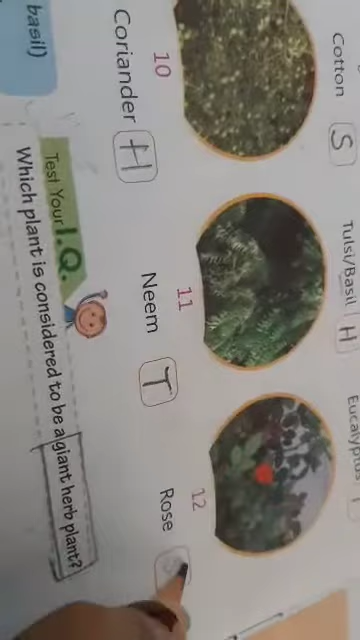 Cotton S
Tulsi/Basil H
Eucalyptus
10
11
12
Coriander H
Neem T
Rose S
basil)
Test Your I.Q.
Which plant is considered to be a giant herb plant?